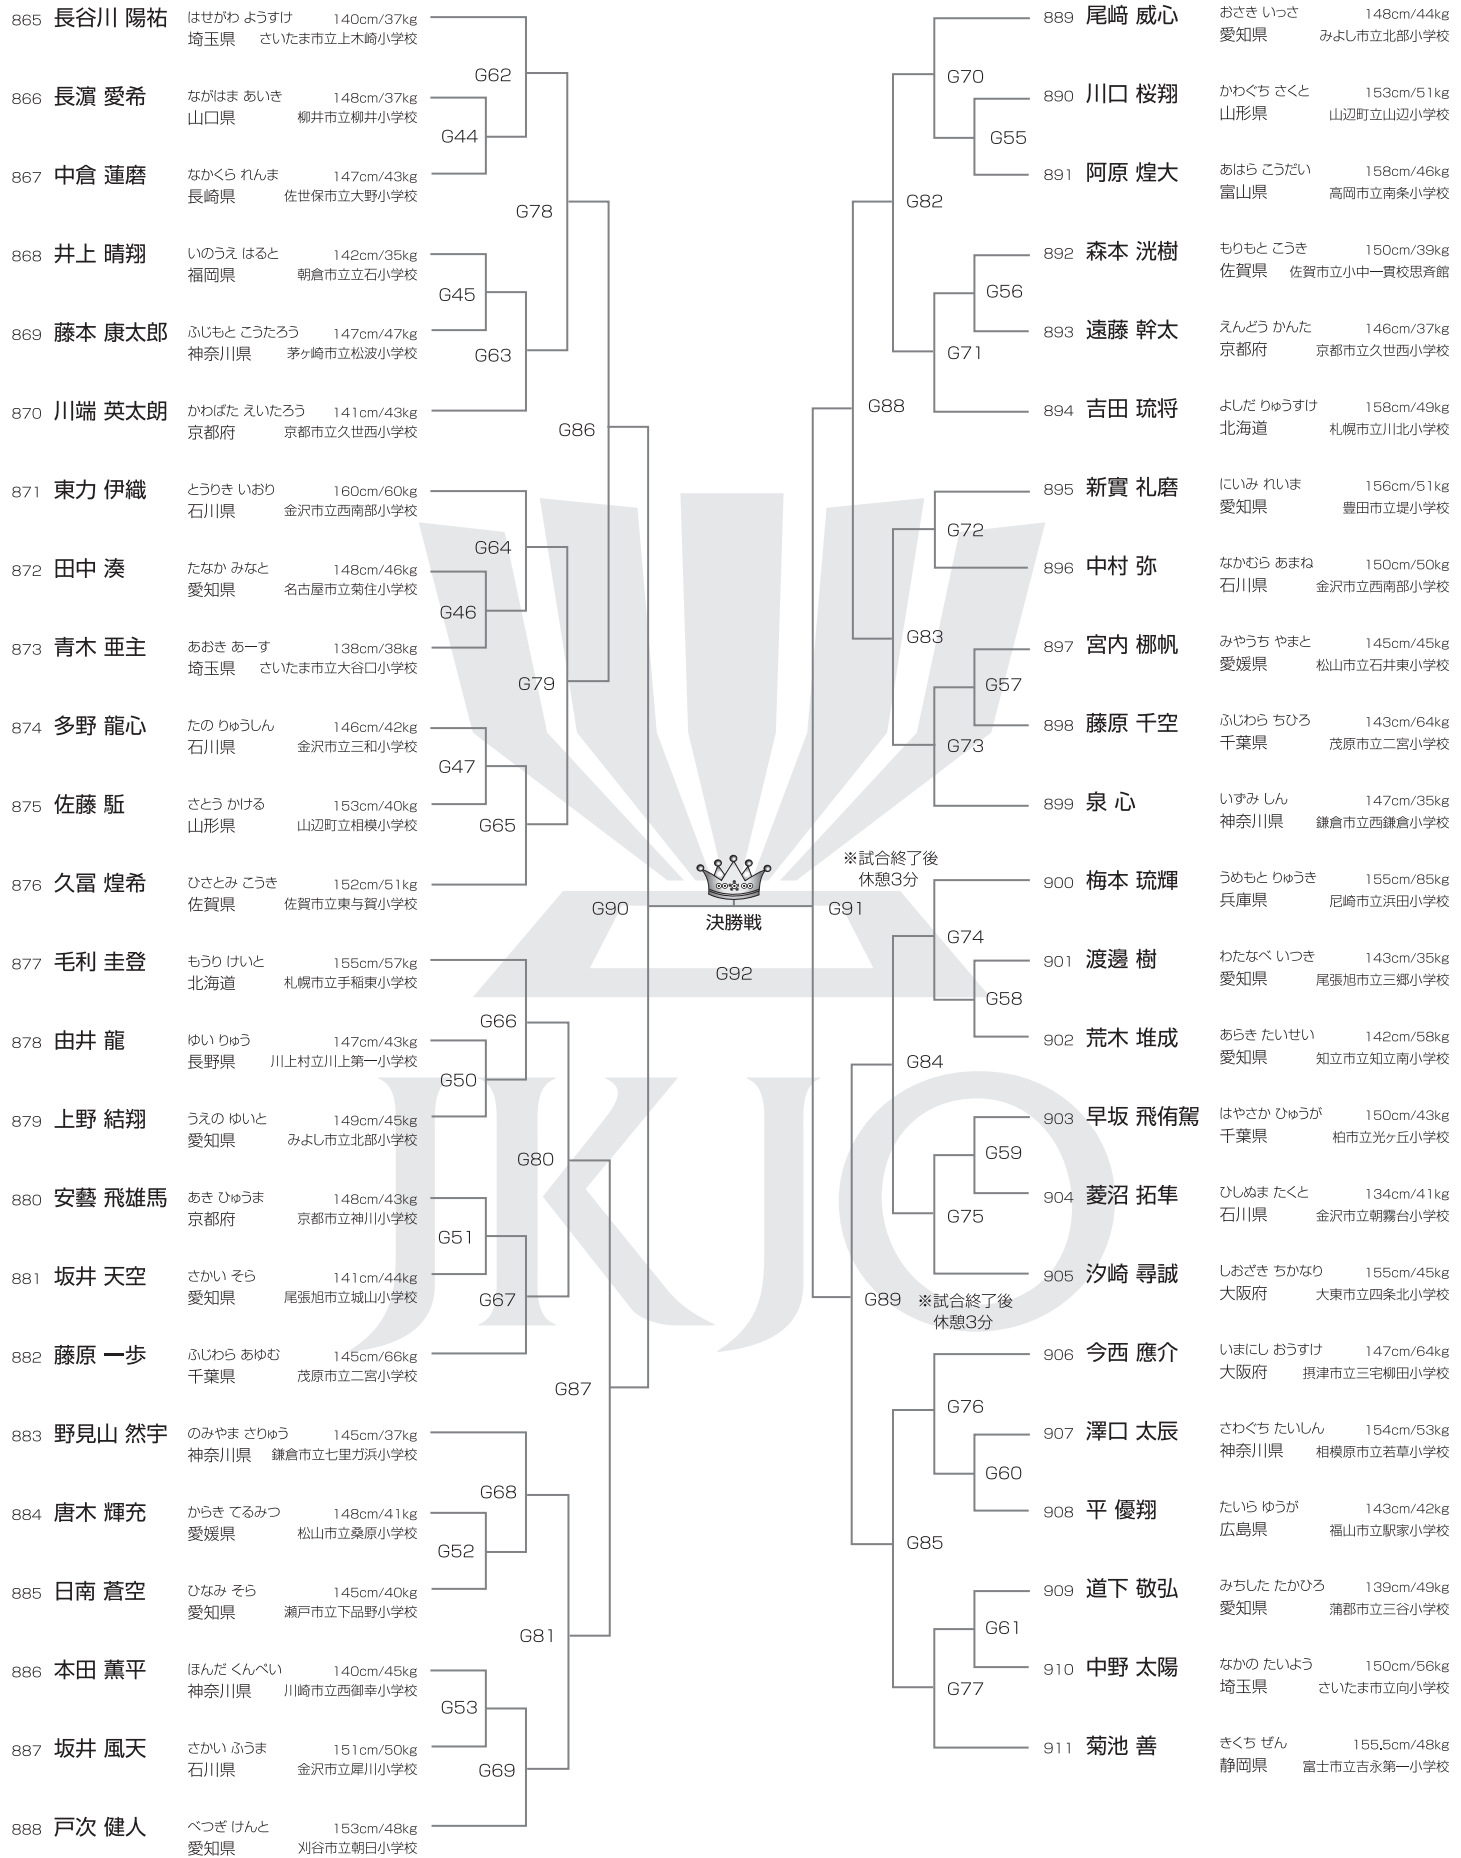 865 長谷川 陽祐 はせがわ ようすけ 140cm/37kg
埼玉県 さいたま市立上木崎小学校
866 長濵 愛希 ながはま あいき 148cm/37kg
山口県 柳井市立柳井小学校
867 中倉 蓮磨 なかくら れんま 147cm/43kg
長崎県 佐世保市立大野小学校
868 井上 晴翔 いのうえ はると 142cm/35kg
福岡県 朝倉市立立石小学校
869 藤本 康太郎 ふじもと こうたろう 147cm/47kg
神奈川県 茅ヶ崎市立松波小学校
870 川端 英太朗 かわばた えいたろう 141cm/43kg
京都府 京都市立久世西小学校
871 東力 伊織 とうりき いおり 160cm/60kg
石川県 金沢市立西南部小学校
872 田中 湊 たなか みなと 148cm/46kg
愛知県 名古屋市立菊住小学校
873 青木 亜主 あおき あーす 138cm/38kg
埼玉県 さいたま市立大谷口小学校
874 多野 龍心 たの りゅうしん 146cm/42kg
石川県 金沢市立三和小学校
875 佐藤 駈 さとう かける 153cm/40kg
山形県 山辺町立相模小学校
876 久冨 煌希 ひさとみ こうき 152cm/51kg
佐賀県 佐賀市立東与賀小学校
877 毛利 圭登 もうり けいと 155cm/57kg
北海道 札幌市立手稲東小学校
878 由井 龍 ゆい りゅう 147cm/43kg
長野県 川上村立川上第一小学校
879 上野 結翔 うえの ゆいと 149cm/45kg
愛知県 みよし市立北部小学校
880 安藝 飛雄馬 あき ひゅうま 148cm/43kg
京都府 京都市立神川小学校
881 坂井 天空 さかい そら 141cm/44kg
愛知県 尾張旭市立城山小学校
882 藤原 一歩 ふじわら あゆむ 145cm/66kg
千葉県 茂原市立二宮小学校
883 野見山 然宇 のみやま さりゅう 145cm/37kg
神奈川県 鎌倉市立七里ガ浜小学校
884 唐木 輝充 からき てるみつ 148cm/41kg
愛媛県 松山市立桑原小学校
885 日南 蒼空 ひなみ そら 145cm/40kg
愛知県 瀬戸市立下品野小学校
886 本田 薫平 ほんだ くんぺい 140cm/45kg
神奈川県 川崎市立西御幸小学校
887 坂井 風天 さかい ふうま 151cm/50kg
石川県 金沢市立犀川小学校
888 戸次 健人 べつぎ けんと 153cm/48kg
愛知県 刈谷市立朝日小学校
G62
G44
G78
G45
G63
G86
G64
G46
G79
G47
G65
G90
G66
G50
G80
G51
G67
G87
G68
G52
G81
G53
G69
決勝戦
G92
JKJO
G70
G55
G82
G56
G71
G88
G72
G83
G57
G73
※試合終了後
休憩3分
G91
G74
G58
G84
G59
G75
G89 ※試合終了後
休憩3分
G76
G60
G85
G61
G77
889 尾﨑 威心 おさき いっさ 148cm/44kg
愛知県 みよし市立北部小学校
890 川口 桜翔 かわぐち さくと 153cm/51kg
山形県 山辺町立山辺小学校
891 阿原 煌大 あはら こうだい 158cm/46kg
富山県 高岡市立南条小学校
892 森本 洸樹 もりもと こうき 150cm/39kg
佐賀県 佐賀市立小中一貫校思斉館
893 遠藤 幹太 えんどう かんた 146cm/37kg
京都府 京都市立久世西小学校
894 吉田 琉将 よしだ りゅうすけ 158cm/49kg
北海道 札幌市立川北小学校
895 新實 礼磨 にいみ れいま 156cm/51kg
愛知県 豊田市立堤小学校
896 中村 弥 なかむら あまね 150cm/50kg
石川県 金沢市立西南部小学校
897 宮内 梛帆 みやうち やまと 145cm/45kg
愛媛県 松山市立石井東小学校
898 藤原 千空 ふじわら ちひろ 143cm/64kg
千葉県 茂原市立二宮小学校
899 泉 心 いずみ しん 147cm/35kg
神奈川県 鎌倉市立西鎌倉小学校
900 梅本 琉輝 うめもと りゅうき 155cm/85kg
兵庫県 尼崎市立浜田小学校
901 渡邊 樹 わたなべ いつき 143cm/35kg
愛知県 尾張旭市立三郷小学校
902 荒木 堆成 あらき たいせい 142cm/58kg
愛知県 知立市立知立南小学校
903 早坂 飛侑駕 はやさか ひゅうが 150cm/43kg
千葉県 柏市立光ヶ丘小学校
904 菱沼 拓隼 ひしぬま たくと 134cm/41kg
石川県 金沢市立朝霧台小学校
905 汐崎 尋誠 しおざき ちかなり 155cm/45kg
大阪府 大東市立四条北小学校
906 今西 應介 いまにし おうすけ 147cm/64kg
大阪府 摂津市立三宅柳田小学校
907 澤口 太辰 さわぐち たいしん 154cm/53kg
神奈川県 相模原市立若草小学校
908 平 優翔 たいら ゆうが 143cm/42kg
広島県 福山市立駅家小学校
909 道下 敬弘 みちした たかひろ 139cm/49kg
愛知県 蒲郡市立三谷小学校
910 中野 太陽 なかの たいよう 150cm/56kg
埼玉県 さいたま市立向小学校
911 菊池 善 きくち ぜん 155.5cm/48kg
静岡県 富士市立吉永第一小学校